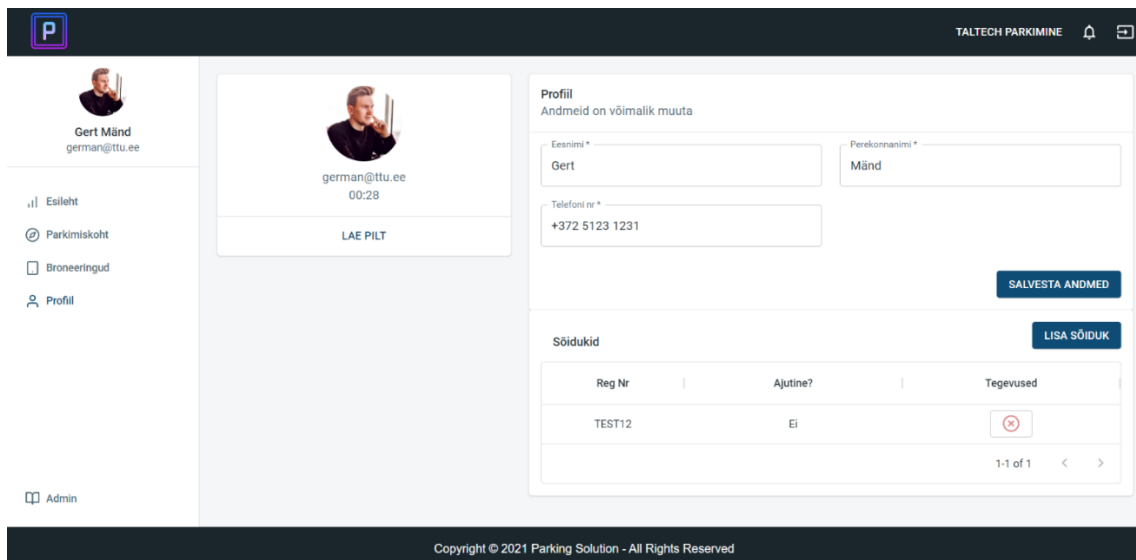 P
TALTECH PARKIMINE
Gert Mänd
german@ttu.ee
Esileht
Parkimiskoht
Broneeringud
Profiil
Admin
german@ttu.ee
00:28
LAE PILT
Profiil
Andmeid on võimalik muuta
Eesnimi *
Gert
Perekonnanimi *
Mänd
Telefoni nr *
+372 5123 1231
SALVESTA ANDMED
Sõidukid
LISA SÕIDUK
Reg Nr Ajutine? Tegevused
TEST12 Ei
1-1 of 1
Copyright © 2021 Parking Solution - All Rights Reserved